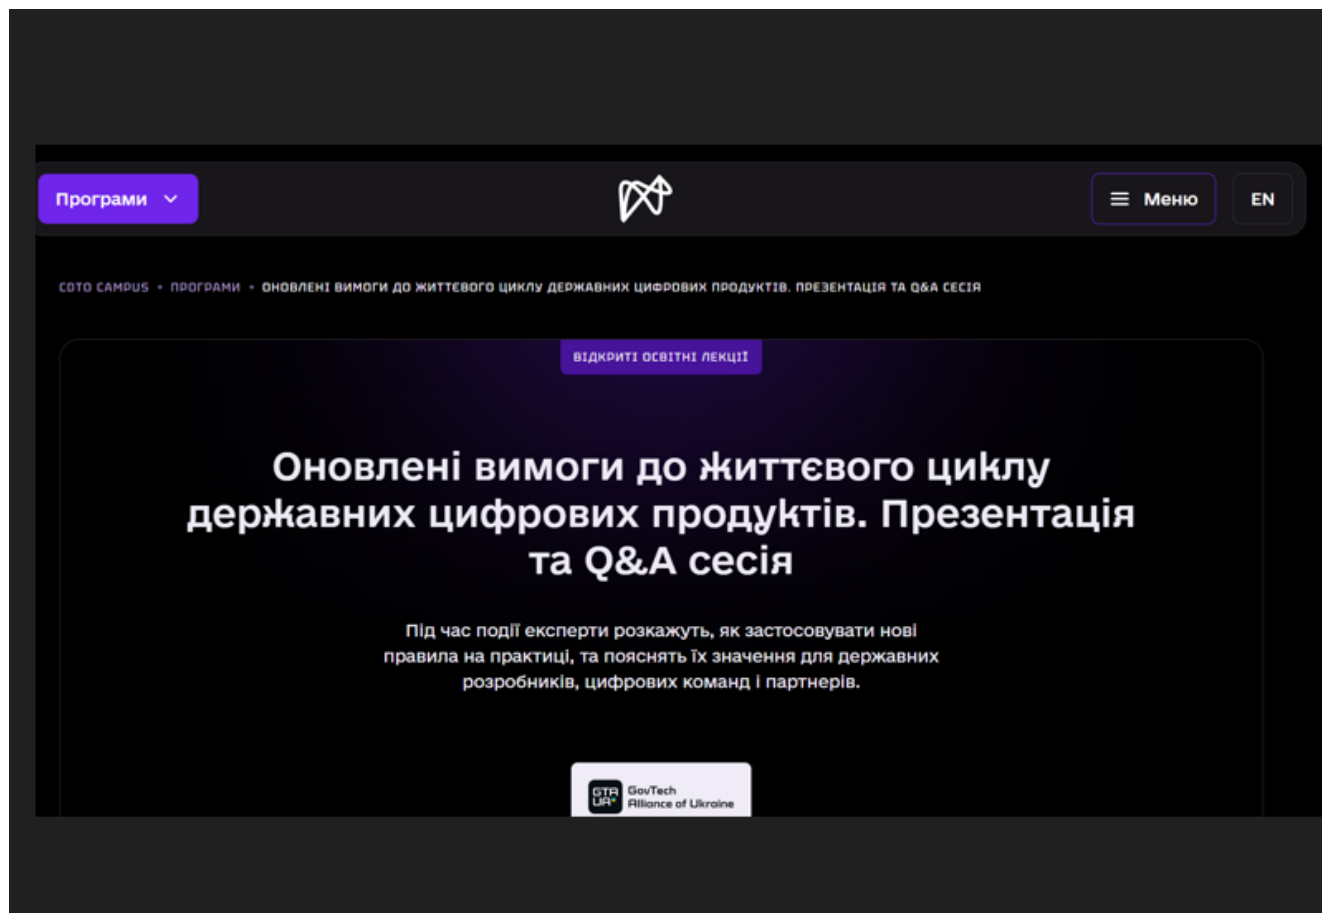 Програми
Меню
EN
CDTO CAMPUS • ПРОГРАМИ • ОНОВЛЕНІ ВИМОГИ ДО ЖИТТЄВОГО ЦИКЛУ ДЕРЖАВНИХ ЦИФРОВИХ ПРОДУКТІВ. ПРЕЗЕНТАЦІЯ ТА Q&A СЕСІЯ
ВІДКРИТІ ОСВІТНІ ЛЕКЦІЇ
Оновлені вимоги до життєвого циклу
державних цифрових продуктів. Презентація
та Q&A сесія
Під час події експерти розкажуть, як застосовувати нові
правила на практиці, та пояснять їх значення для державних
розробників, цифрових команд і партнерів.
GTA
UA
GovTech
Alliance of Ukraine